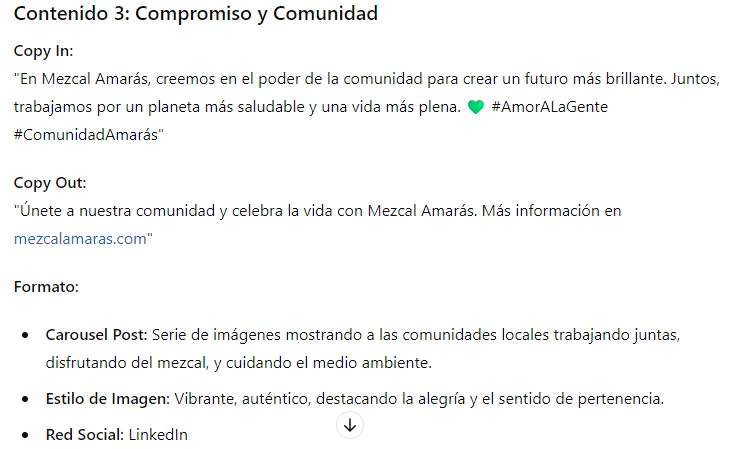 Contenido 3: Compromiso y Comunidad
Copy In:
"En Mezcal Amarás, creemos en el poder de la comunidad para crear un futuro más brillante. Juntos,
trabajamos por un planeta más saludable y una vida más plena. 💚 #AmorALaGente
#ComunidadAmarás"
Copy Out:
"Únete a nuestra comunidad y celebra la vida con Mezcal Amarás. Más información en
mezcalamaras.com"
Formato:
• Carousel Post: Serie de imágenes mostrando a las comunidades locales trabajando juntas,
disfrutando del mezcal, y cuidando el medio ambiente.
• Estilo de Imagen: Vibrante, auténtico, destacando la alegría y el sentido de pertenencia.
• Red Social: LinkedIn